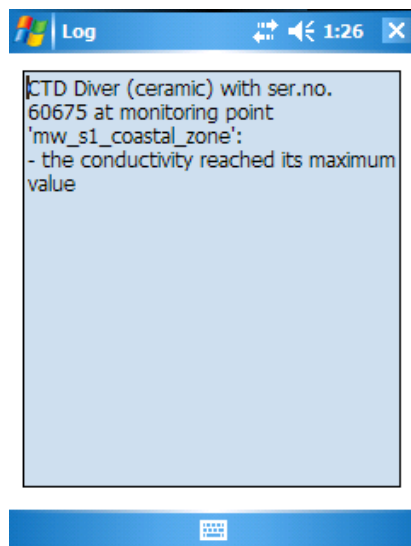 Log 1:26
CTD Diver (ceramic) with ser.no.
60675 at monitoring point
'mw_s1_coastal_zone':
- the conductivity reached its maximum
value